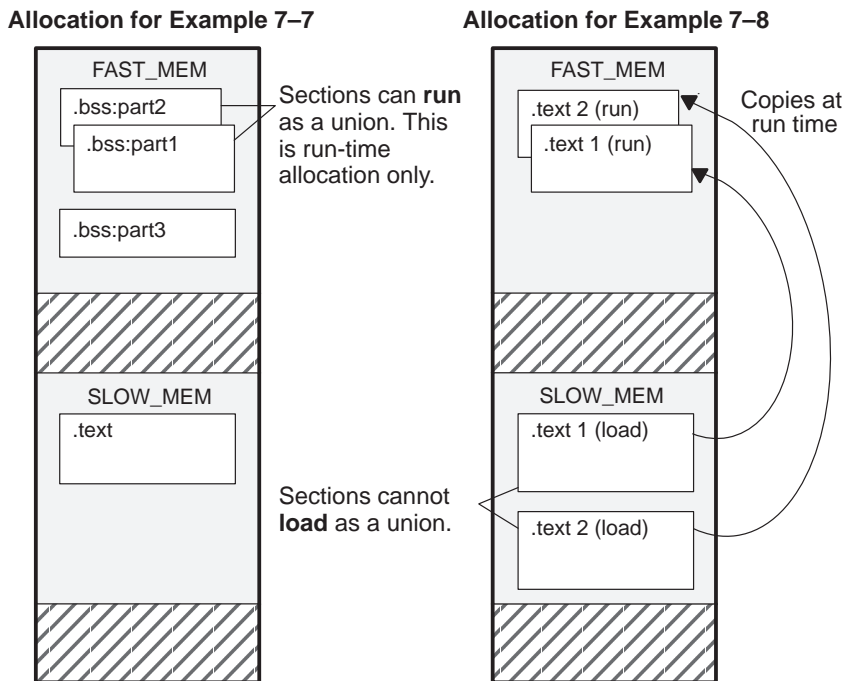 Allocation for Example 7–7
FAST_MEM
.bss:part2
.bss:part1
.bss:part3
Sections can run
as a union. This
is run-time
allocation only.
SLOW_MEM
.text
Allocation for Example 7–8
FAST_MEM
.text 2 (run)
.text 1 (run)
Copies at
run time
SLOW_MEM
.text 1 (load)
.text 2 (load)
Sections cannot
load as a union.